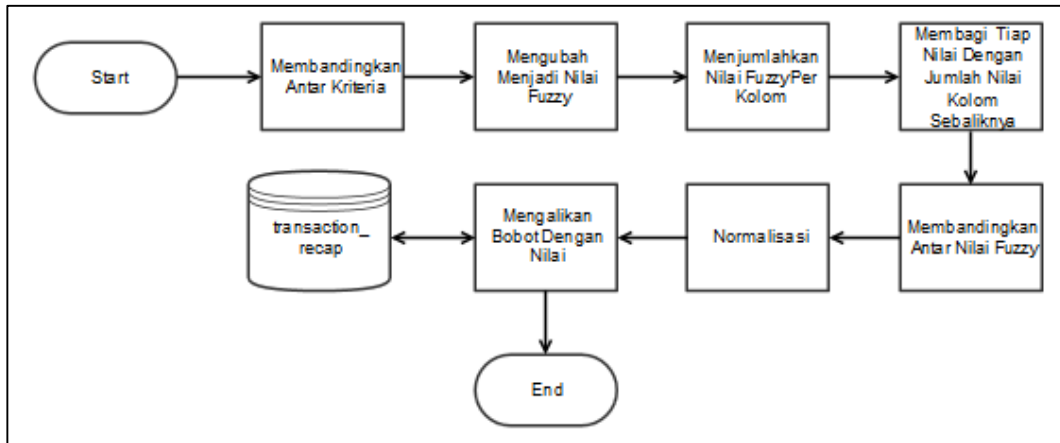 Start
Membandingkan
Antar Kriteria
Mengubah
Menjadi Nilai
Fuzzy
Menjumlahkan
Nilai FuzzyPer
Kolom
Membagi Tiap
Nilai Dengan
Jumlah Nilai
Kolom
Sebaliknya
Membandingkan
Antar Nilai Fuzzy
Normalisasi
Mengalikan
Bobot Dengan
Nilai
transaction_
recap
End